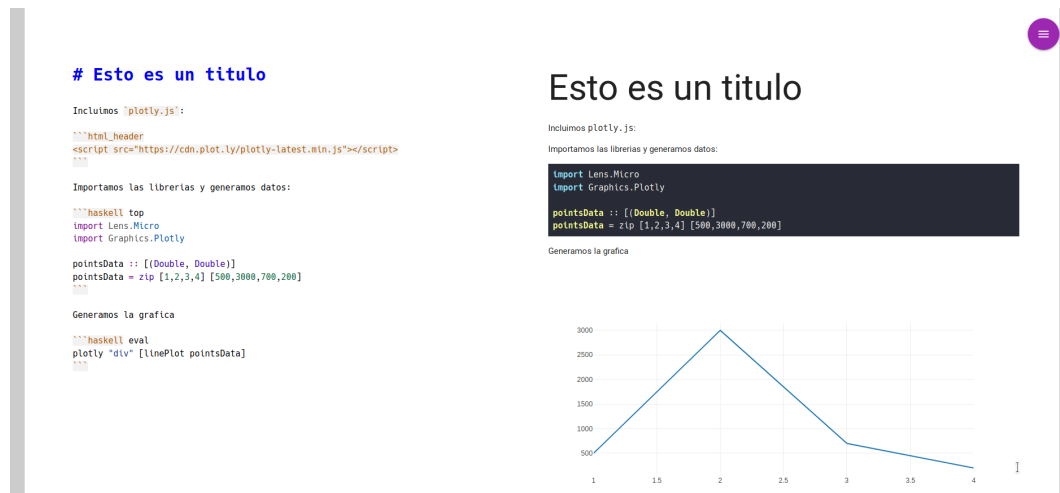 # Esto es un titulo
Incluimos `plotly.js`:
```html_header
<script src="https://cdn.plot.ly/plotly-latest.min.js"></script>
```
Importamos las librerias y generamos datos:
```haskell top
import Lens.Micro
import Graphics.Plotly
pointsData :: [(Double, Double)]
pointsData = zip [1,2,3,4] [500,3000,700,200]
```
Generamos la grafica
```haskell eval
plotly "div" [linePlot pointsData]
```
Esto es un titulo
Incluimos plotly.js:
Importamos las librerias y generamos datos:
import Lens.Micro
import Graphics.Plotly
pointsData :: [(Double, Double)]
pointsData = zip [1,2,3,4] [500,3000,700,200]
Generamos la grafica
3000
2500
2000
1500
1000
500
1 1.5 2 2.5 3 3.5 4